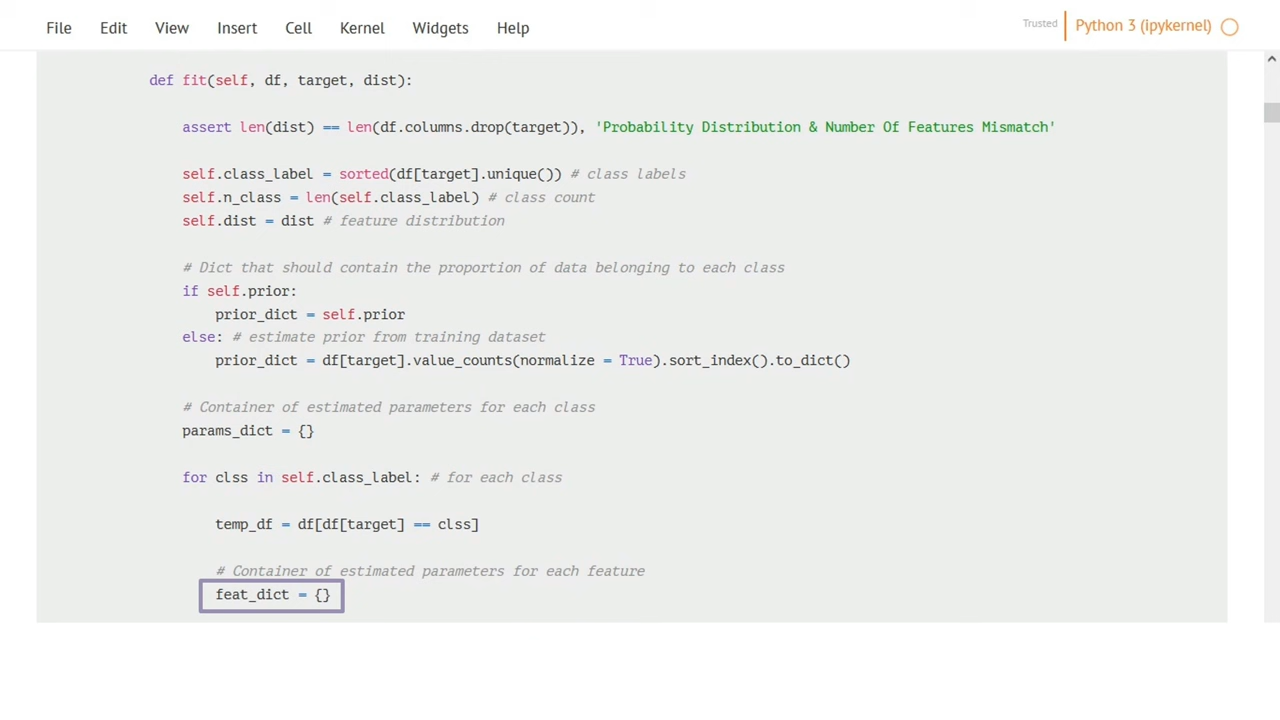 File Edit View Insert Cell Kernel Widgets Help Trusted Python 3 (ipykernel)
def fit(self, df, target, dist):
assert len(dist) == len(df.columns.drop(target)), 'Probability Distribution & Number Of Features Mismatch'
self.class_label = sorted(df[target].unique()) # class labels
self.n_class = len(self.class_label) # class count
self.dist = dist # feature distribution
# Dict that should contain the proportion of data belonging to each class
if self.prior:
prior_dict = self.prior
else: # estimate prior from training dataset
prior_dict = df[target].value_counts(normalize = True).sort_index().to_dict()
# Container of estimated parameters for each class
params_dict = {}
for clss in self.class_label: # for each class
temp_df = df[df[target] == clss]
# Container of estimated parameters for each feature
feat_dict = {}